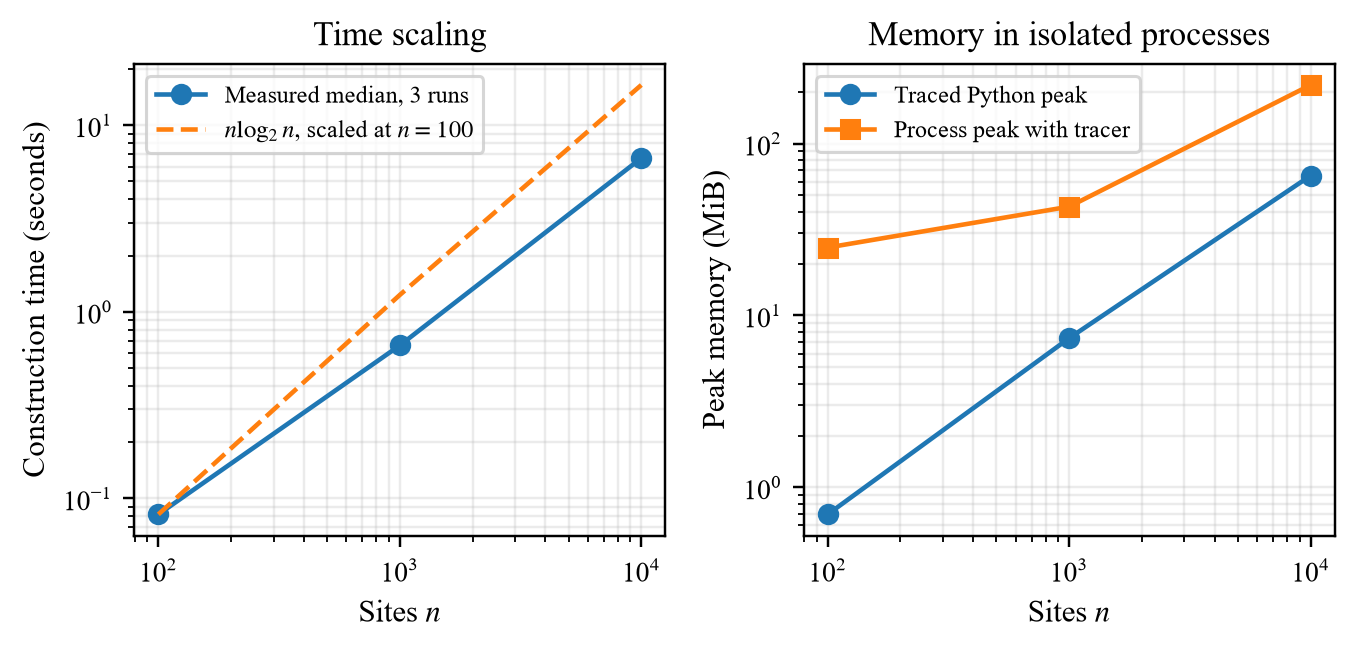 Time scaling
Measured median, 3 runs
n log₂ n, scaled at n = 100
Construction time (seconds)
10¹
10⁰
10⁻¹
10² 10³ 10⁴
Sites n
Memory in isolated processes
Traced Python peak
Process peak with tracer
Peak memory (MiB)
10²
10¹
10⁰
10² 10³ 10⁴
Sites n